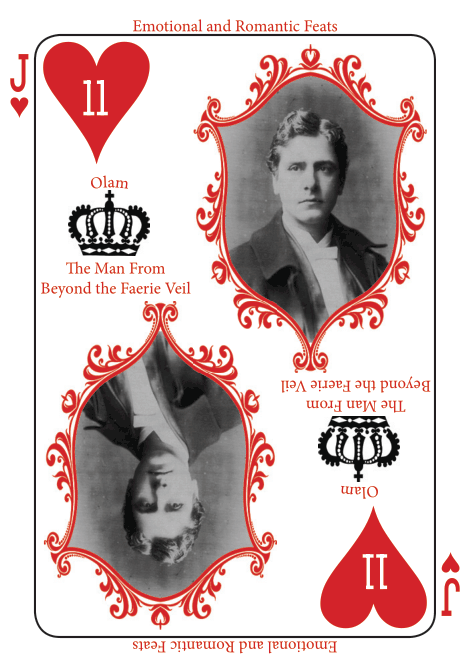 Emotional and Romantic Feats
J
11
Olam
The Man From
Beyond the Faerie Veil
Beyond the Faerie Veil
The Man From
Olam
11
J
Emotional and Romantic Feats